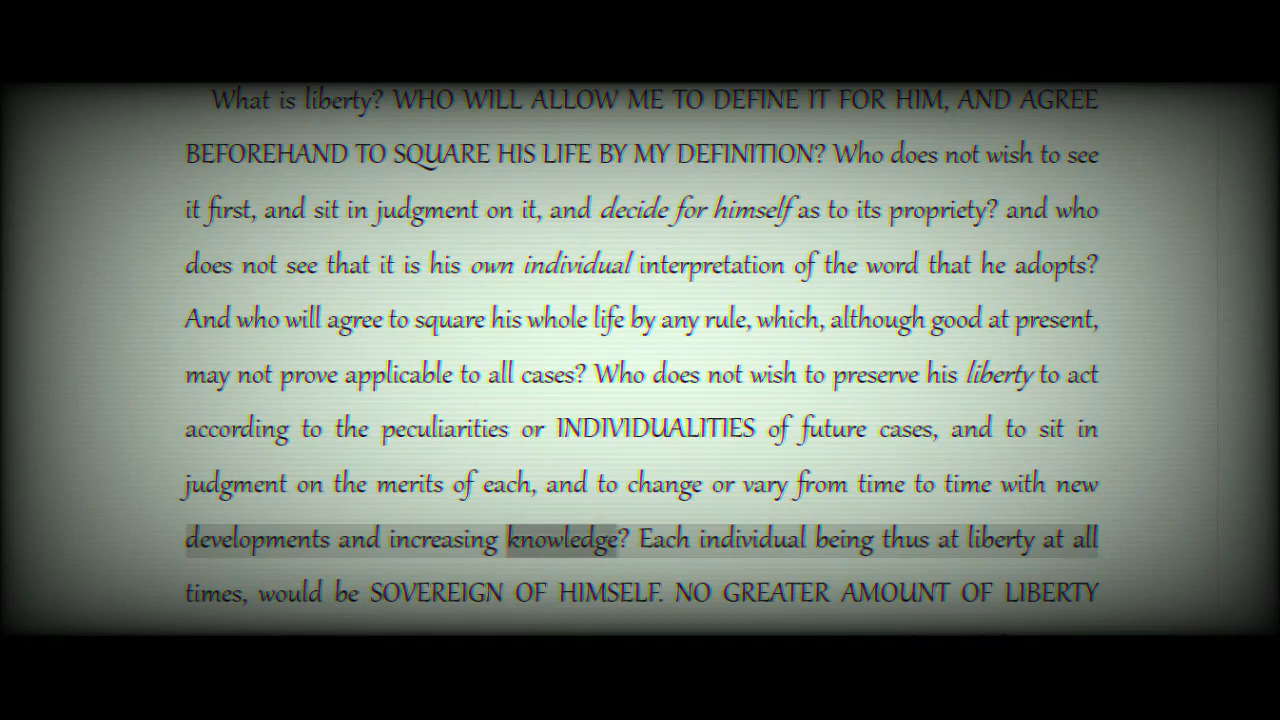 What is liberty? WHO WILL ALLOW ME TO DEFINE IT FOR HIM, AND AGREE
BEFOREHAND TO SQUARE HIS LIFE BY MY DEFINITION? Who does not wish to see
it first, and sit in judgment on it, and decide for himself as to its propriety? and who
does not see that it is his own individual interpretation of the word that he adopts?
And who will agree to square his whole life by any rule, which, although good at present,
may not prove applicable to all cases? Who does not wish to preserve his liberty to act
according to the peculiarities or INDIVIDUALITIES of future cases, and to sit in
judgment on the merits of each, and to change or vary from time to time with new
developments and increasing knowledge? Each individual being thus at liberty at all
times, would be SOVEREIGN OF HIMSELF. NO GREATER AMOUNT OF LIBERTY